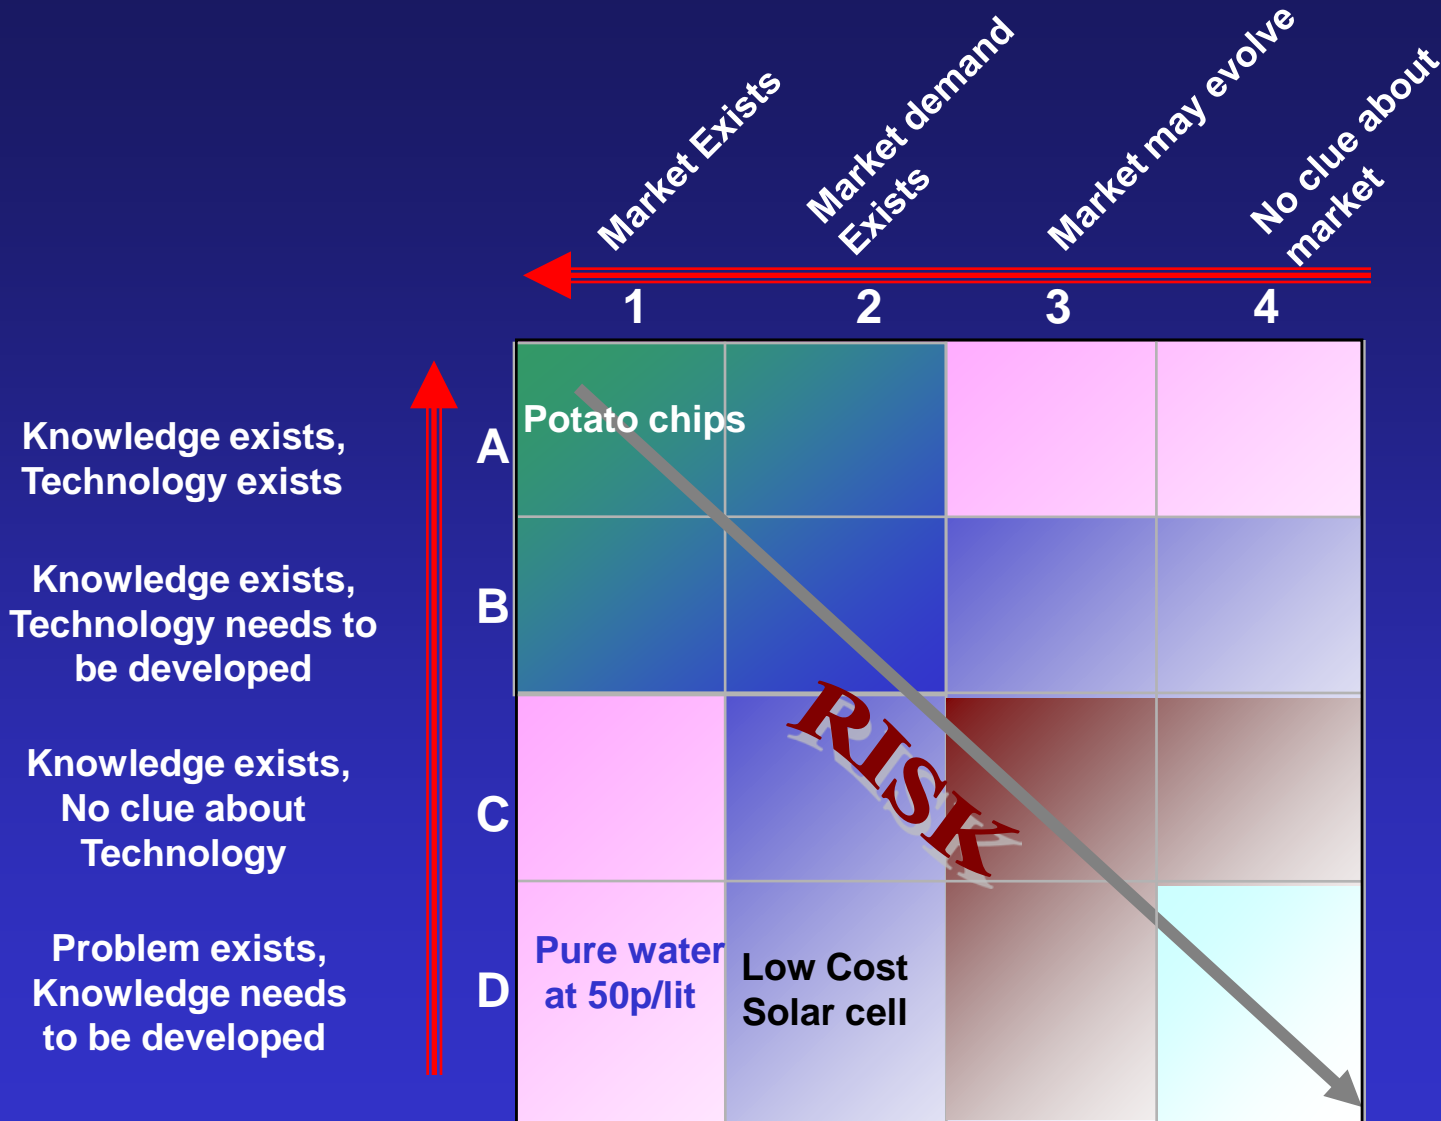 Market Exists
Market demand
Exists
Market may evolve
No clue about
market
1
2
3
4
Knowledge exists,
Technology exists
A
Potato chips
Knowledge exists,
Technology needs to
be developed
B
RISK
Knowledge exists,
No clue about
Technology
C
Problem exists,
Knowledge needs
to be developed
D
Pure water
at 50p/lit
Low Cost
Solar cell